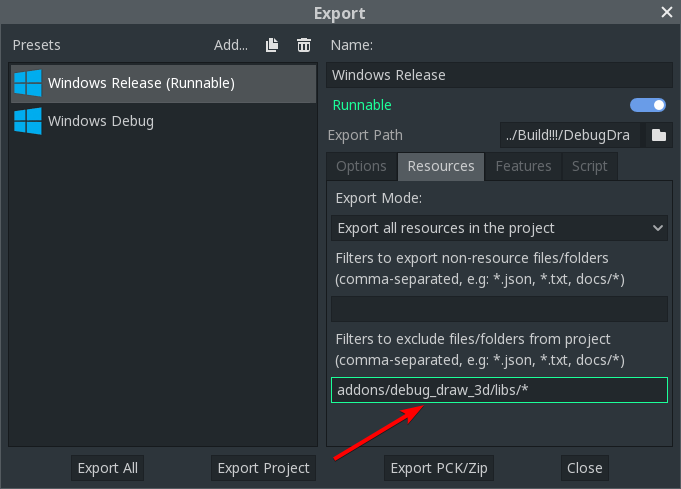 Export
Presets
Add...
Windows Release (Runnable)
Windows Debug
Name:
Windows Release
Runnable
Export Path
../Build!!!/DebugDra
Options
Resources
Features
Script
Export Mode:
Export all resources in the project
Filters to export non-resource files/folders
(comma-separated, e.g: *.json, *.txt, docs/*)
Filters to exclude files/folders from project
(comma-separated, e.g: *.json, *.txt, docs/*)
addons/debug_draw_3d/libs/*
Export All
Export Project
Export PCK/Zip
Close